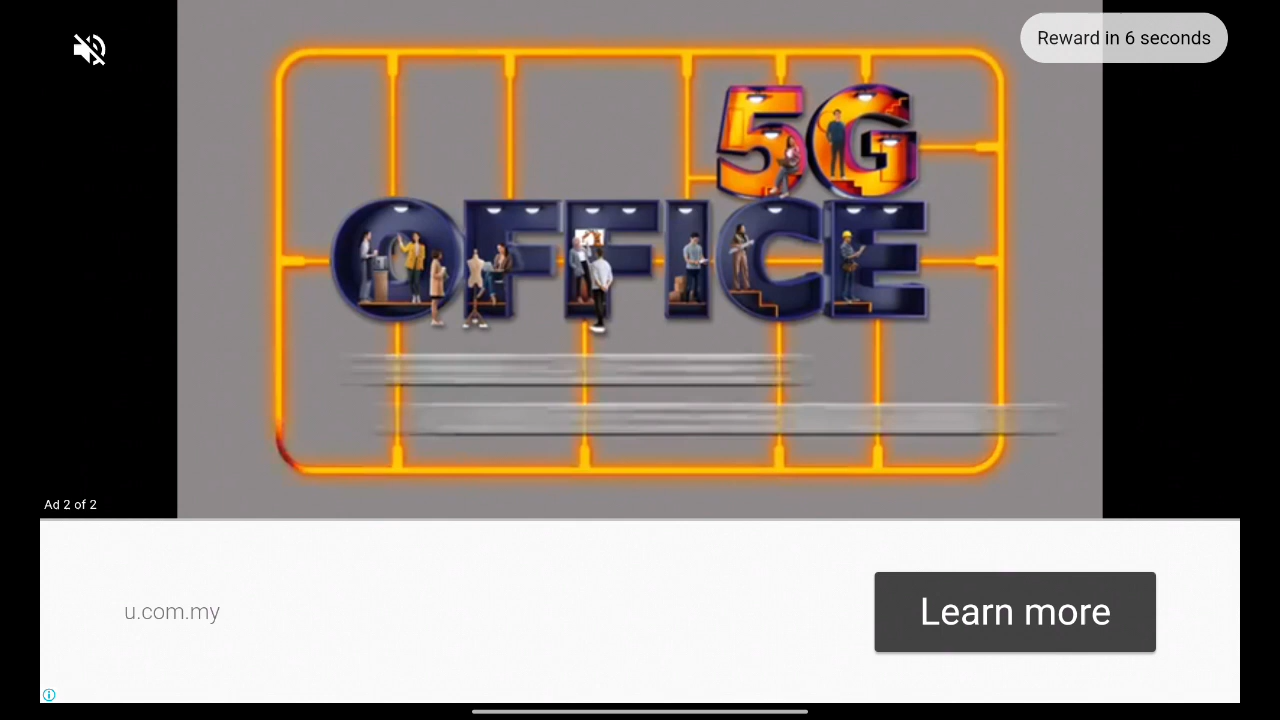 Reward in 6 seconds
5G
OFFICE
Ad 2 of 2
u.com.my
Learn more